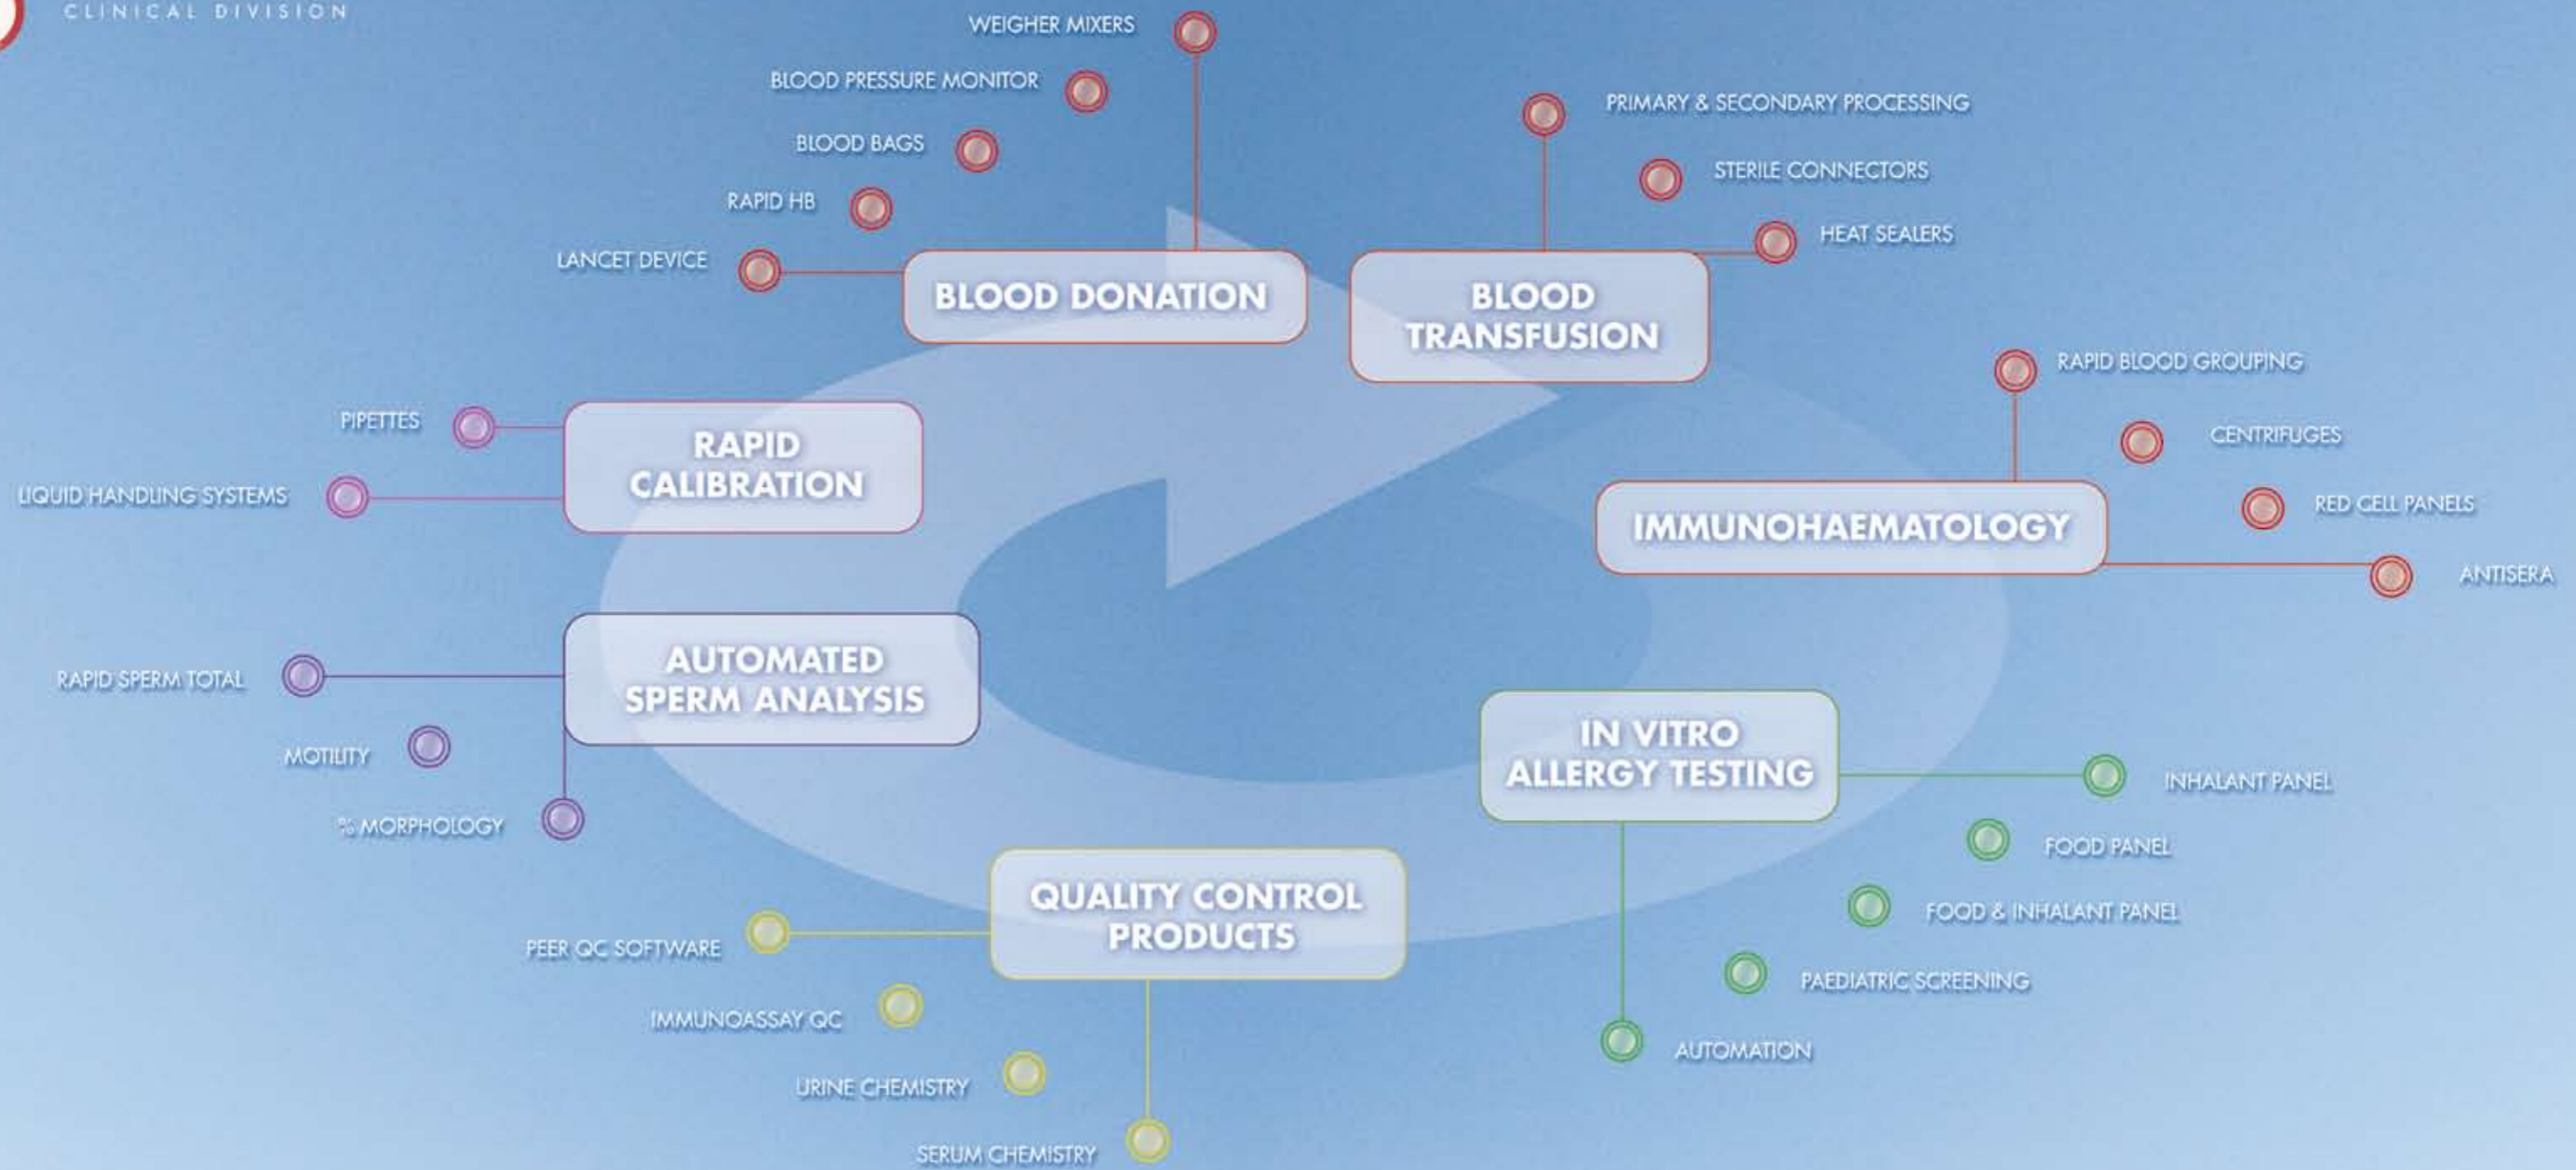 CLINICAL DIVISION
WEIGHER MIXERS
BLOOD PRESSURE MONITOR
BLOOD BAGS
RAPID HB
LANCET DEVICE
BLOOD DONATION
PRIMARY & SECONDARY PROCESSING
STERILE CONNECTORS
HEAT SEALERS
BLOOD
TRANSFUSION
RAPID BLOOD GROUPING
CENTRIFUGES
RED CELL PANELS
ANTISERA
IMMUNOHAEMATOLOGY
PIPETTES
LIQUID HANDLING SYSTEMS
RAPID
CALIBRATION
RAPID SPERM TOTAL
MOTILITY
% MORPHOLOGY
AUTOMATED
SPERM ANALYSIS
IN VITRO
ALLERGY TESTING
INHALANT PANEL
FOOD PANEL
FOOD & INHALANT PANEL
PAEDIATRIC SCREENING
AUTOMATION
QUALITY CONTROL
PRODUCTS
PEER QC SOFTWARE
IMMUNOASSAY QC
URINE CHEMISTRY
SERUM CHEMISTRY